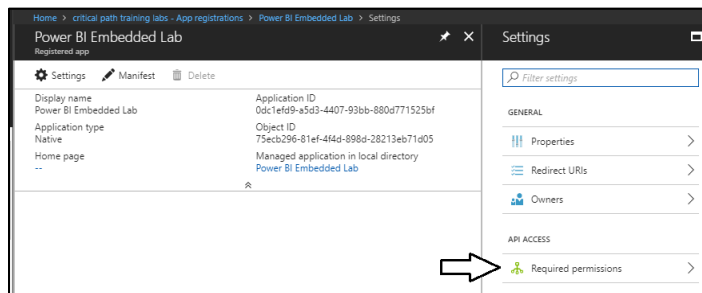 Home > critical path training labs - App registrations > Power BI Embedded Lab > Settings
Power BI Embedded Lab
Registered app
Settings
Manifest
Delete
Display name
Power BI Embedded Lab
Application ID
0dc1efd9-a5d3-4407-93bb-880d771525bf
Application type
Native
Object ID
75ecb296-81ef-4f4d-898d-28213eb71d05
Home page
--
Managed application in local directory
Power BI Embedded Lab
Settings
Filter settings
GENERAL
Properties
Redirect URIs
Owners
API ACCESS
Required permissions